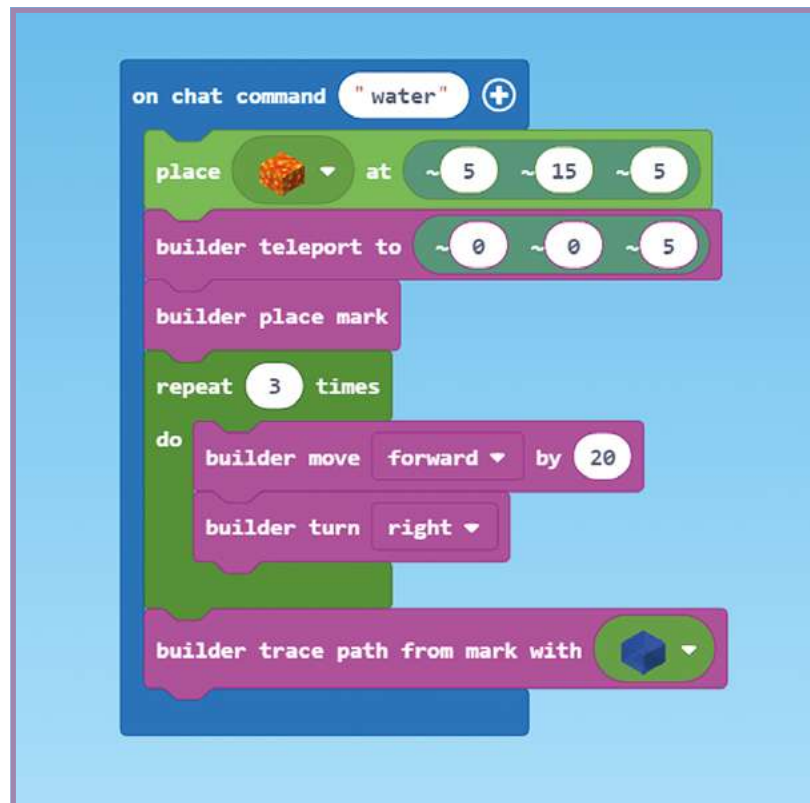 on chat command "water"
place at ~ 5 ~ 15 ~ 5
builder teleport to ~ 0 ~ 0 ~ 5
builder place mark
repeat 3 times
do
builder move forward by 20
builder turn right
builder trace path from mark with